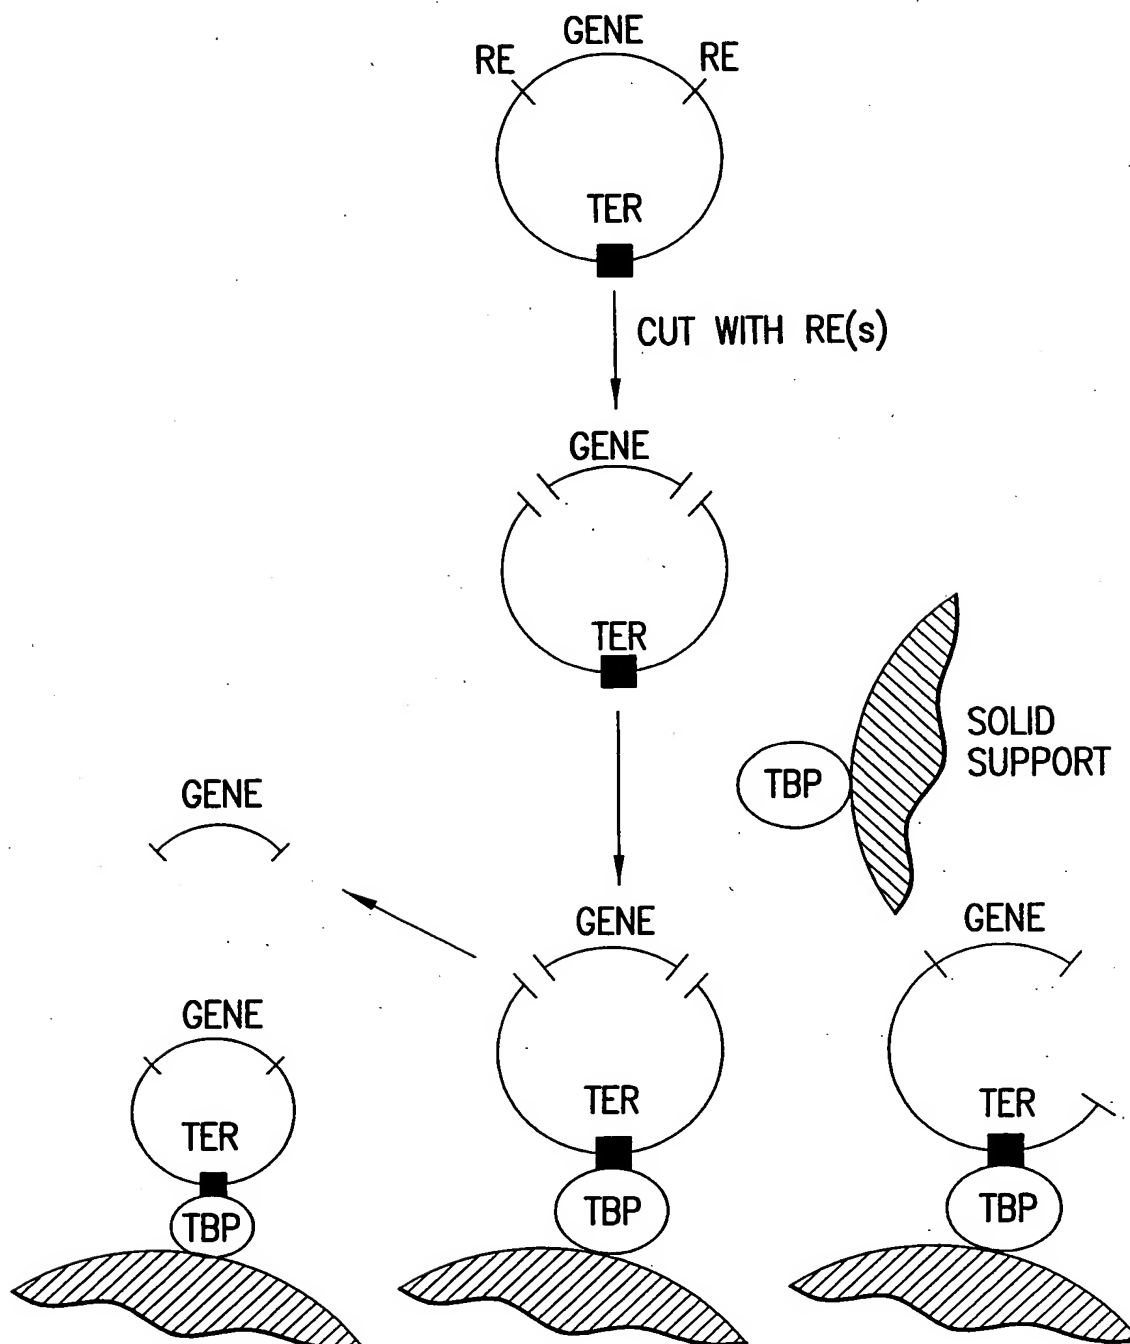 GENE
RE
RE
TER
CUT WITH RE(s)
GENE
TER
SOLID
SUPPORT
TBP
GENE
GENE
GENE
GENE
TER
TER
TER
TBP
TBP
TBP